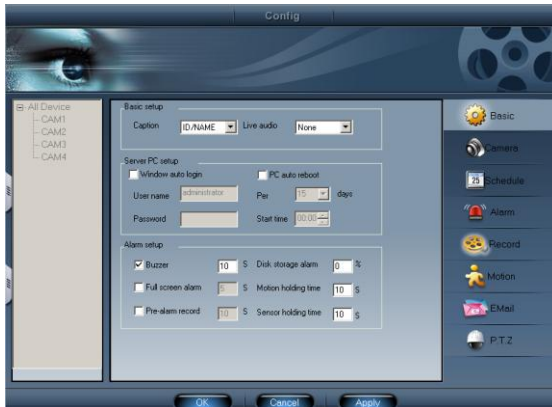 Config
All Device
CAM1
CAM2
CAM3
CAM4
Basic setup
Caption ID/NAME Live audio None
Server PC setup
Window auto login PC auto reboot
User name administrator Per 15 days
Password Start time 00:00
Alarm setup
Buzzer 10 S Disk storage alarm 0 %
Full screen alarm 5 S Motion holding time 10 S
Pre-alarm record 10 S Sensor holding time 10 S
Basic
Camera
25 Schedule
Alarm
Record
Motion
EMail
P.T.Z
OK Cancel Apply